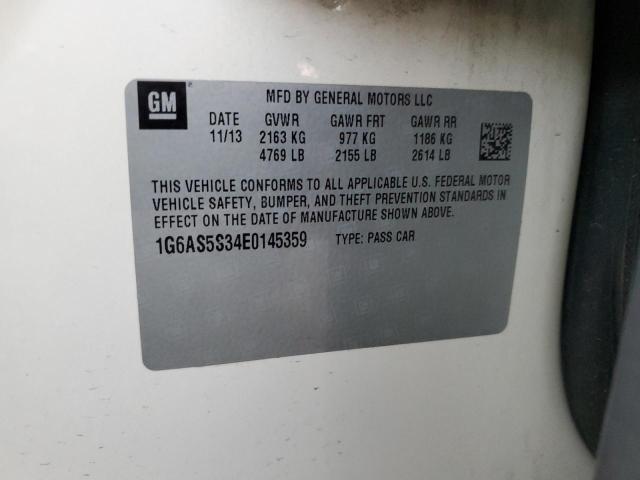 GM
MFD BY GENERAL MOTORS LLC
DATE GVWR GAWR FRT GAWR RR
11/13 2163 KG 977 KG 1186 KG
4769 LB 2155 LB 2614 LB
THIS VEHICLE CONFORMS TO ALL APPLICABLE U.S. FEDERAL MOTOR
VEHICLE SAFETY, BUMPER, AND THEFT PREVENTION STANDARDS IN
EFFECT ON THE DATE OF MANUFACTURE SHOWN ABOVE.
1G6AS5S34E0145359 TYPE: PASS CAR